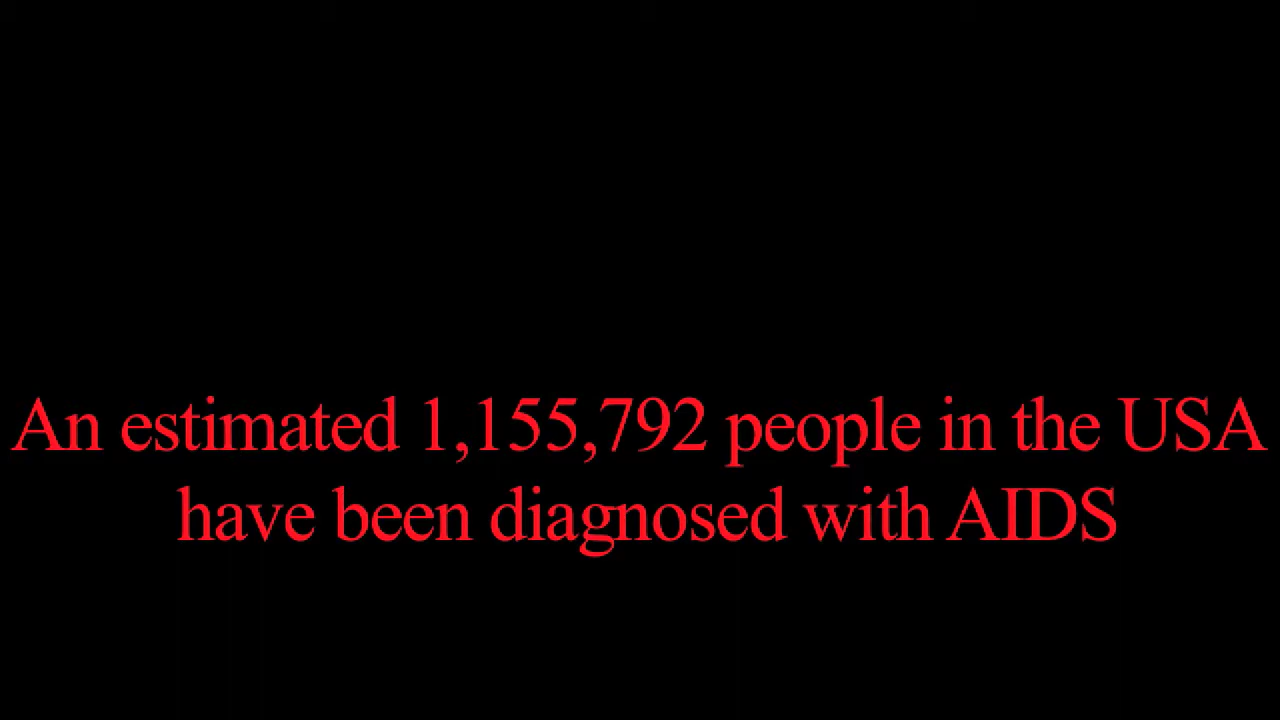 An estimated 1,155,792 people in the USA
have been diagnosed with AIDS